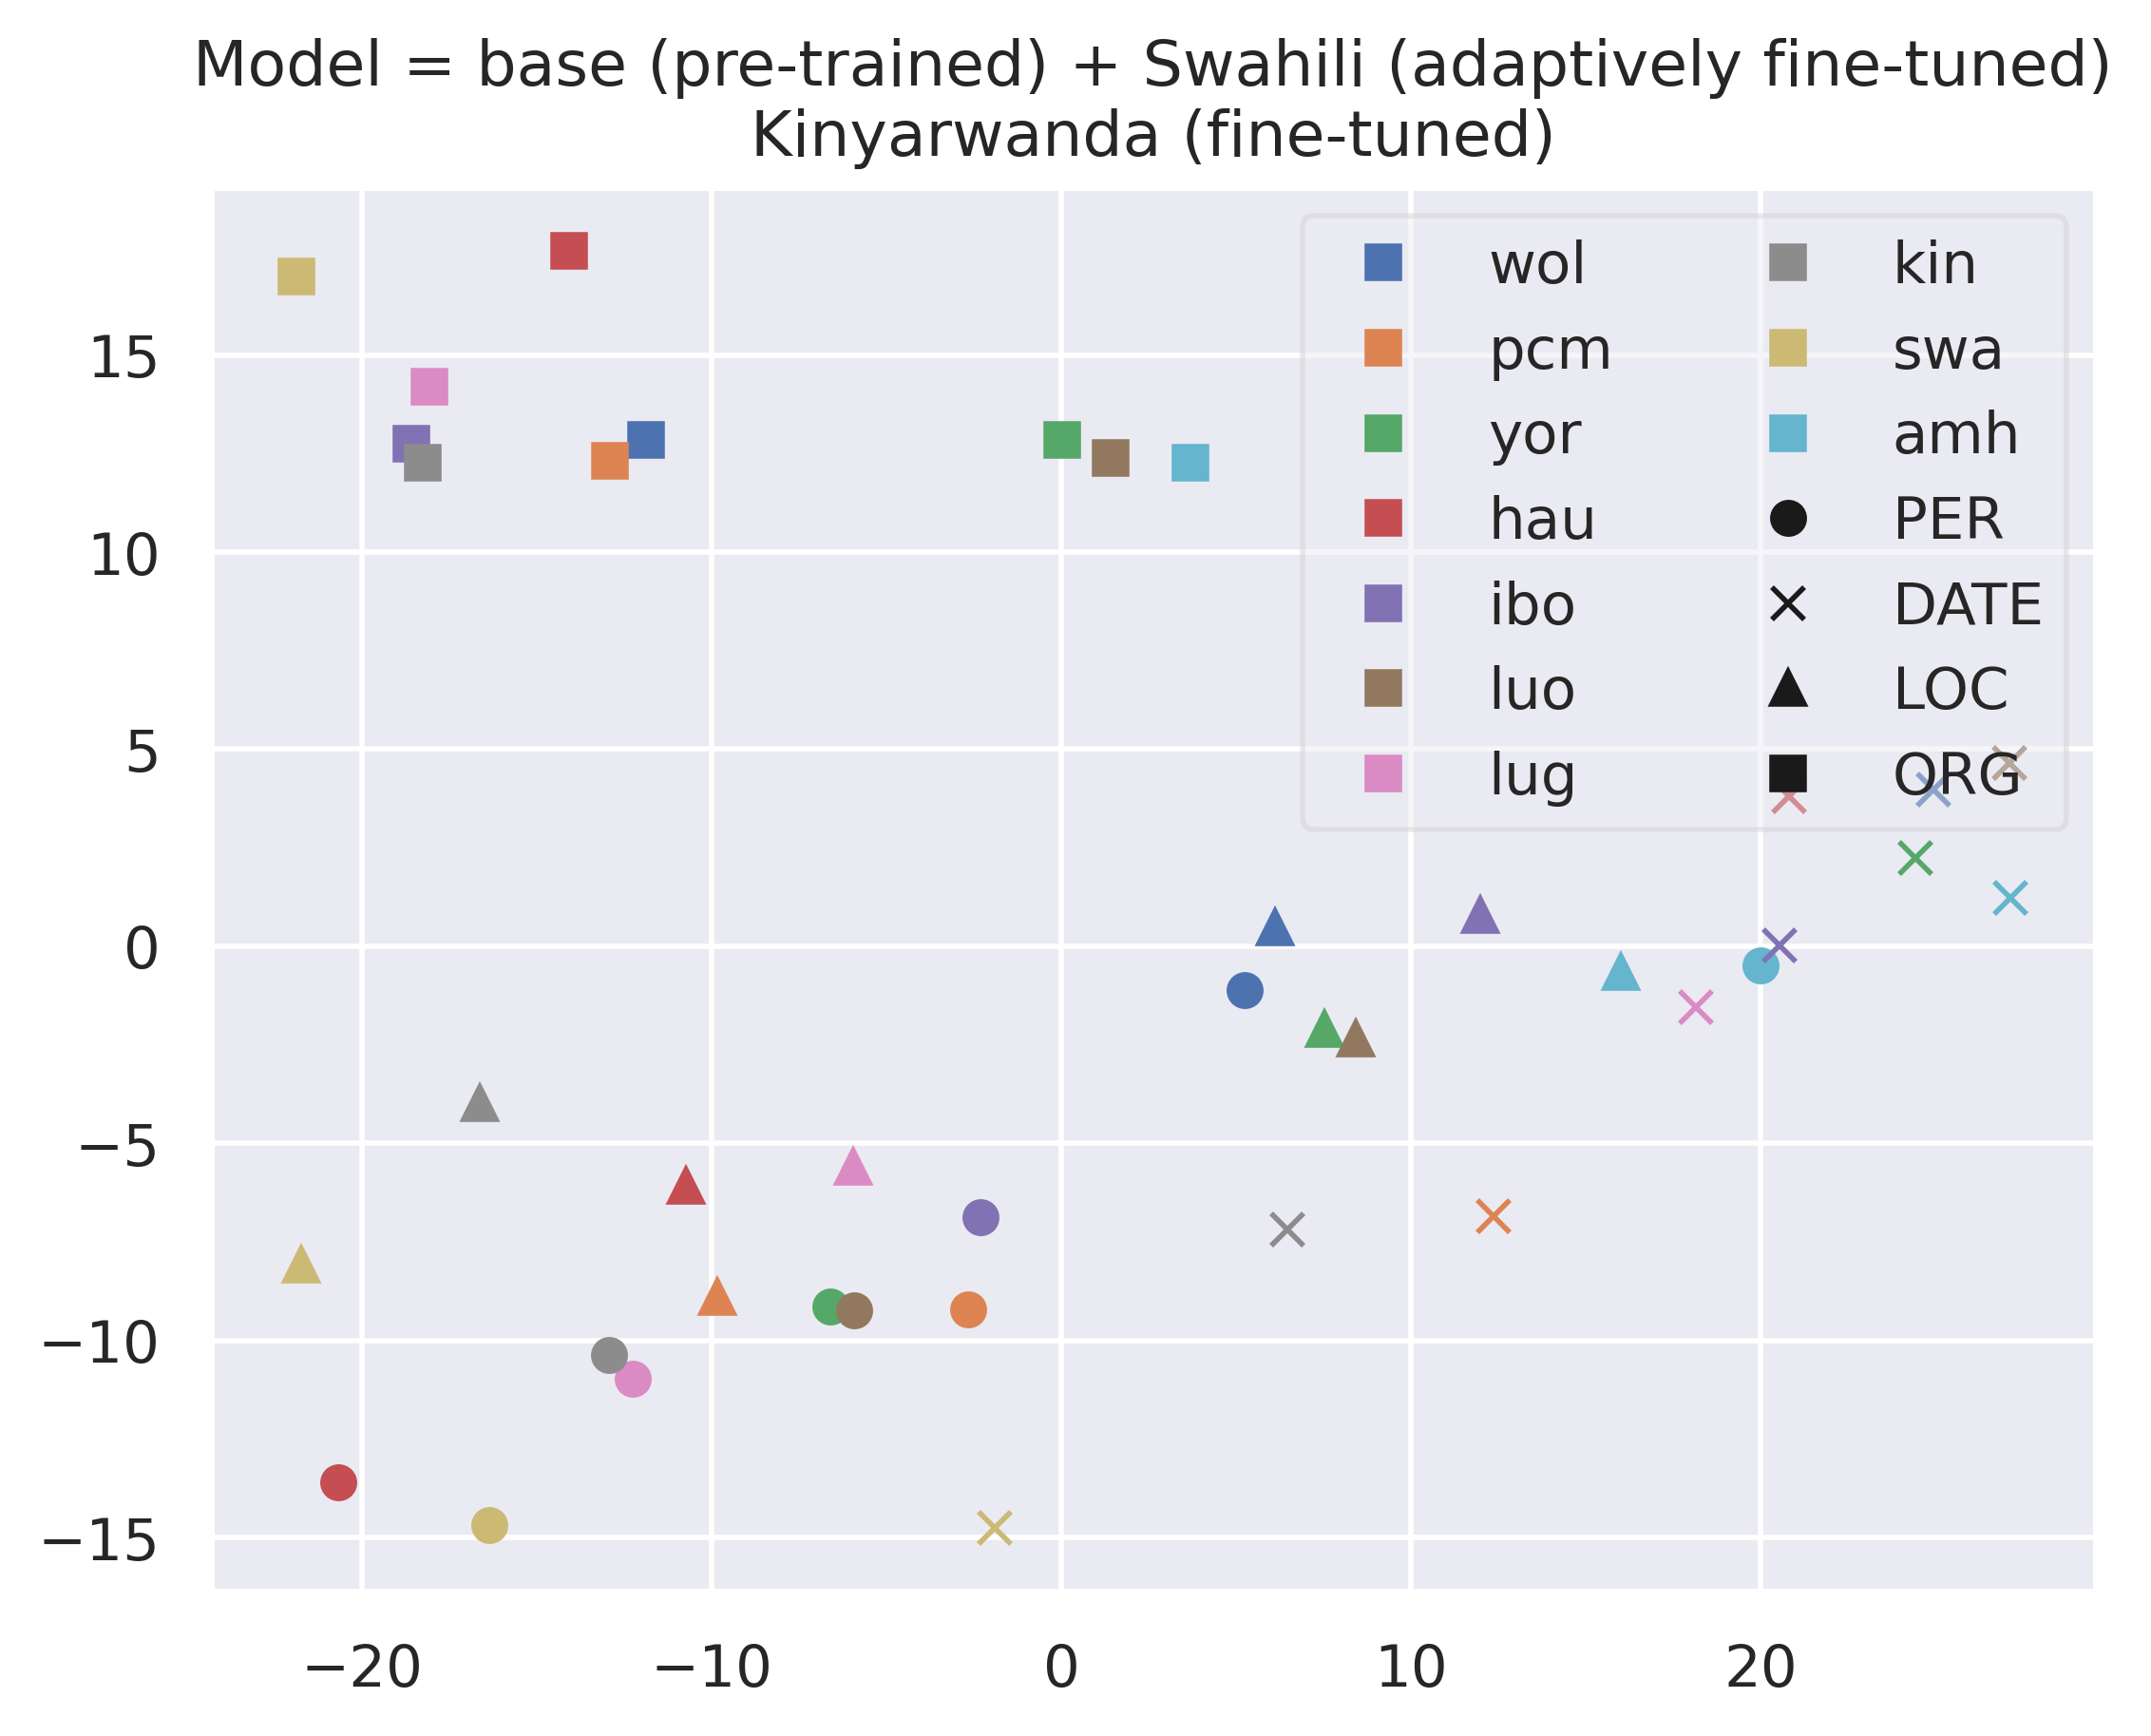 Model = base (pre-trained) + Swahili (adaptively fine-tuned)
Kinyarwanda (fine-tuned)
wol
pcm
yor
hau
ibo
luo
lug
kin
swa
amh
PER
DATE
LOC
ORG
15
10
5
0
−5
−10
−15
−20
−10
0
10
20